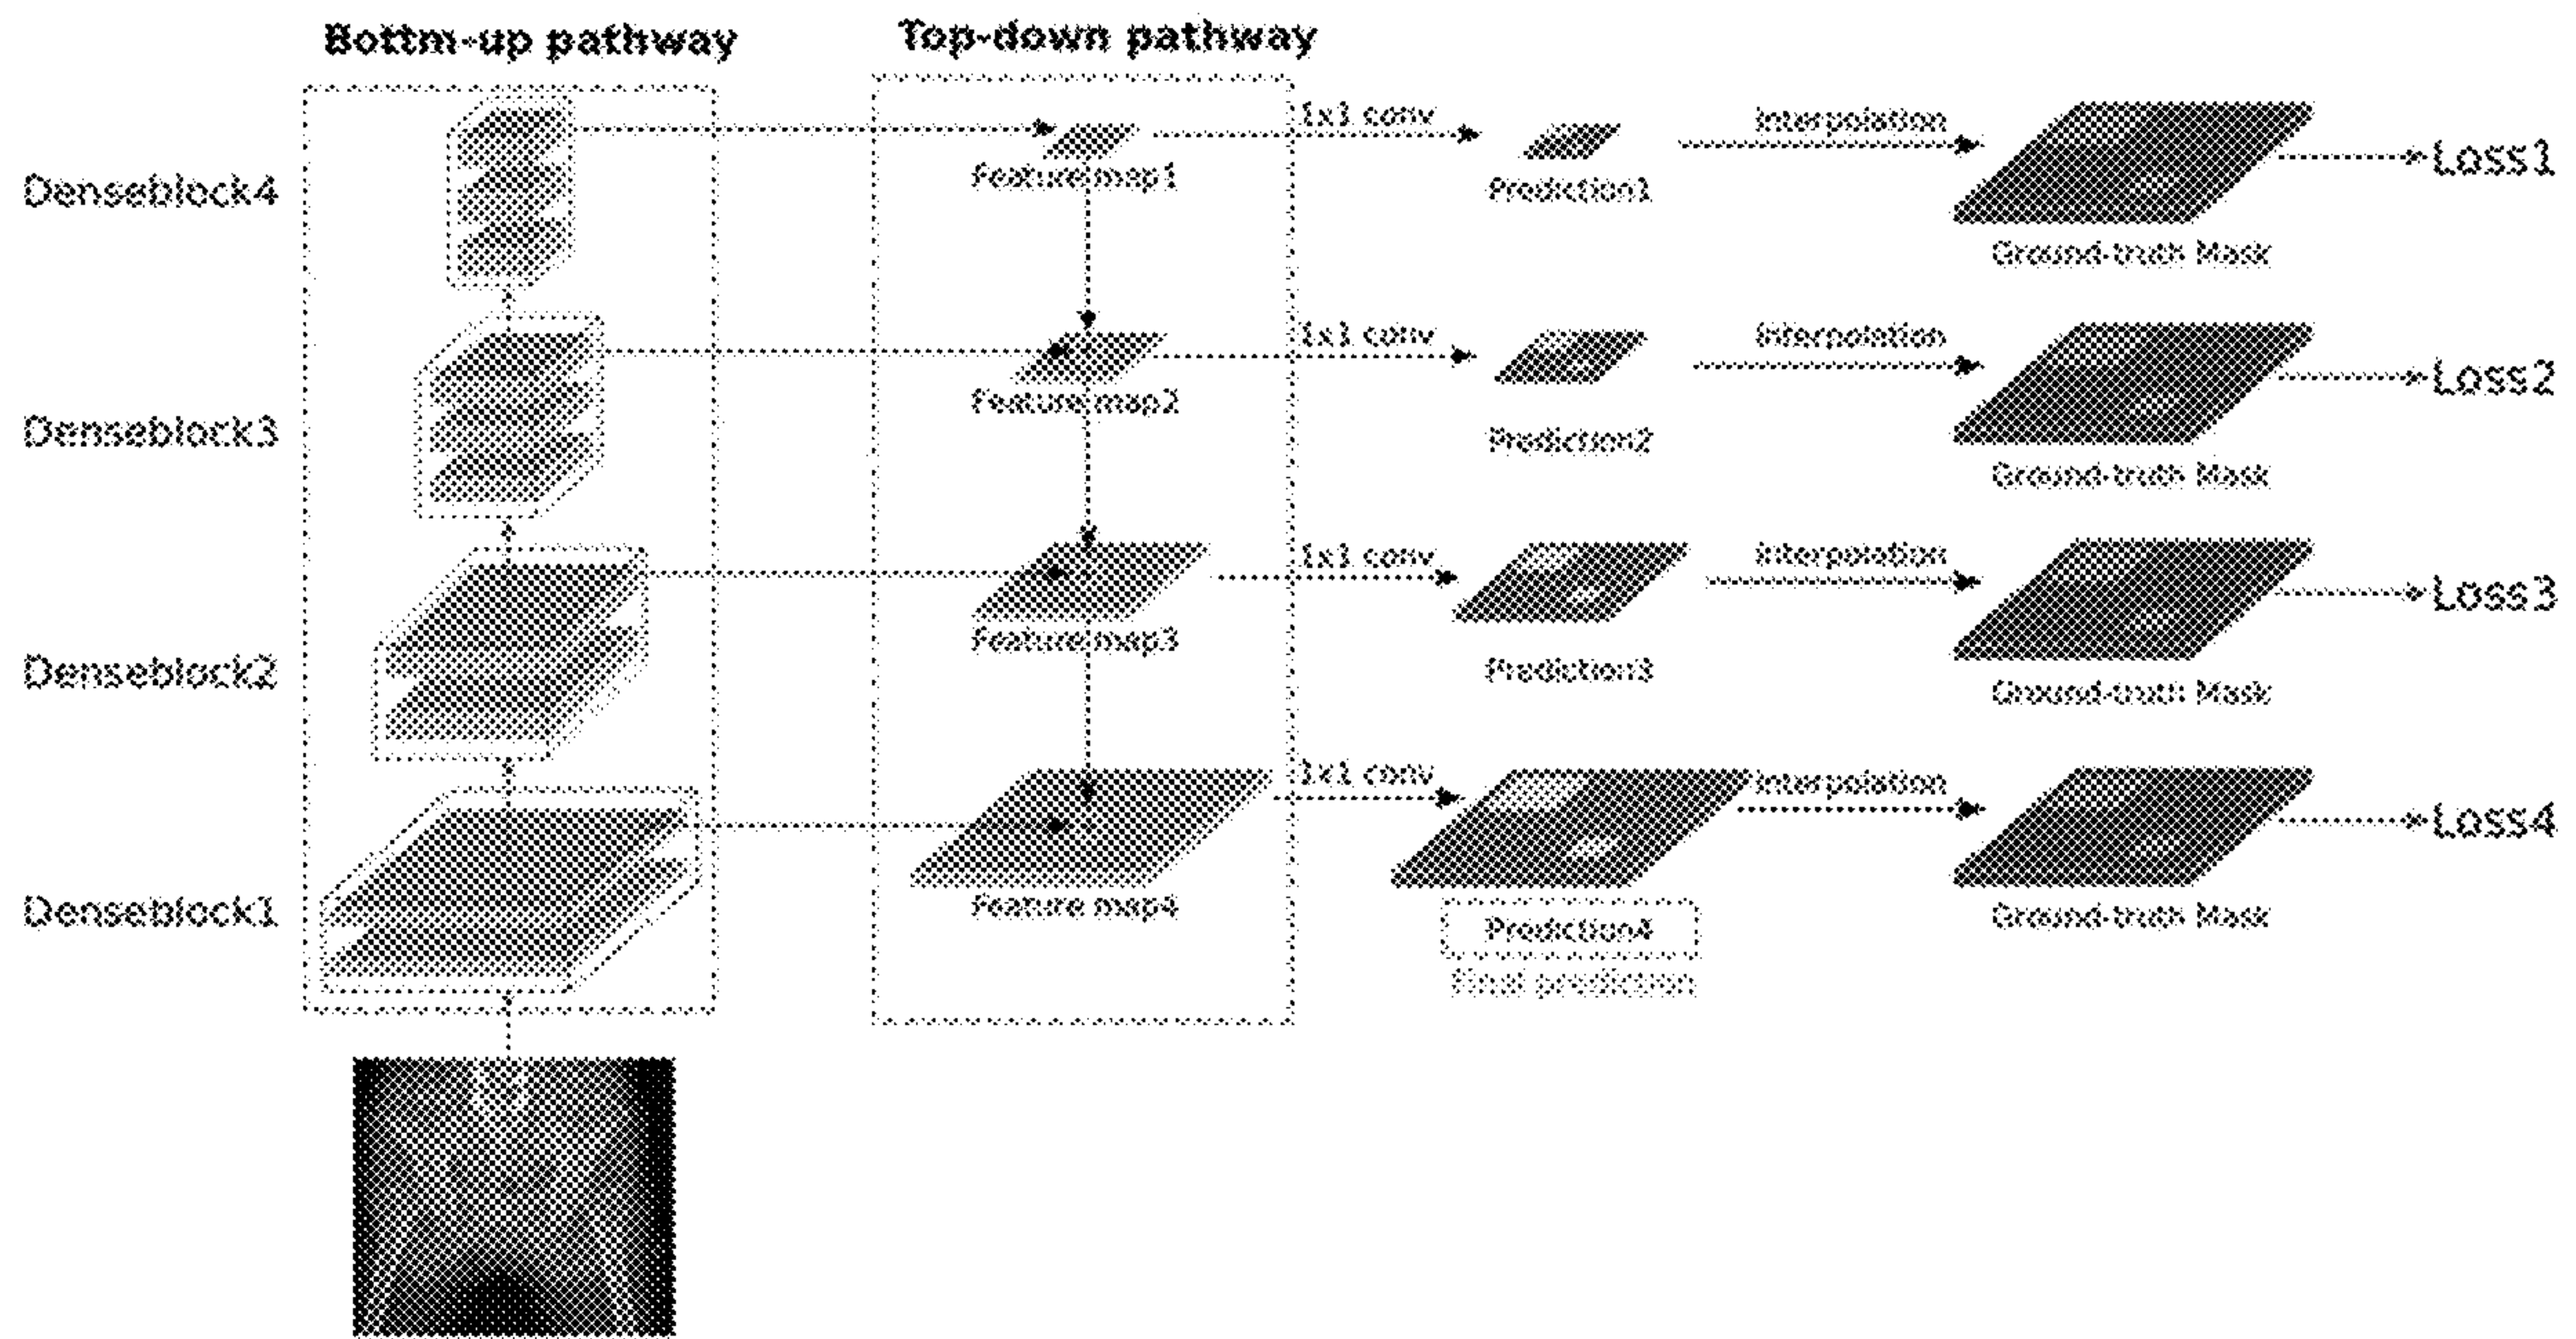 Bottm-up pathway
Top-down pathway
Denseblock4
Feature map1
1x1 conv
Prediction1
Interpolation
Ground-truth Mask
Loss1
Denseblock3
Feature map2
1x1 conv
Prediction2
Interpolation
Ground-truth Mask
Loss2
Denseblock2
Feature map3
1x1 conv
Prediction3
Interpolation
Ground-truth Mask
Loss3
Denseblock1
Feature map4
1x1 conv
Prediction4
Final prediction
Interpolation
Ground-truth Mask
Loss4